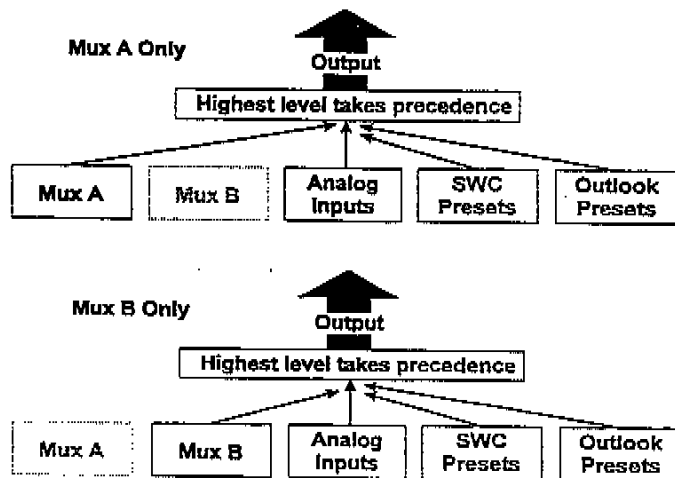 Mux A Only
Output
Highest level takes precedence
Mux A
Mux B
Analog
Inputs
SWC
Presets
Outlook
Presets
Mux B Only
Output
Highest level takes precedence
Mux A
Mux B
Analog
Inputs
SWC
Presets
Outlook
Presets